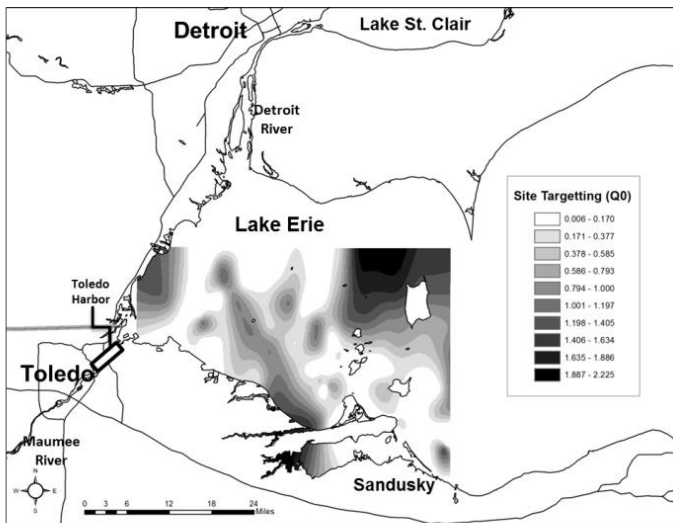 Detroit
Lake St. Clair
Detroit
River
Lake Erie
Site Targetting (Q0)
0.006 - 0.170
0.171 - 0.377
0.378 - 0.585
0.586 - 0.793
0.794 - 1.000
1.001 - 1.197
1.198 - 1.405
1.406 - 1.634
1.635 - 1.886
1.887 - 2.225
Toledo
Harbor
Toledo
Maumee
River
Sandusky
N
W E
S
0 3 6 12 18 24
Miles